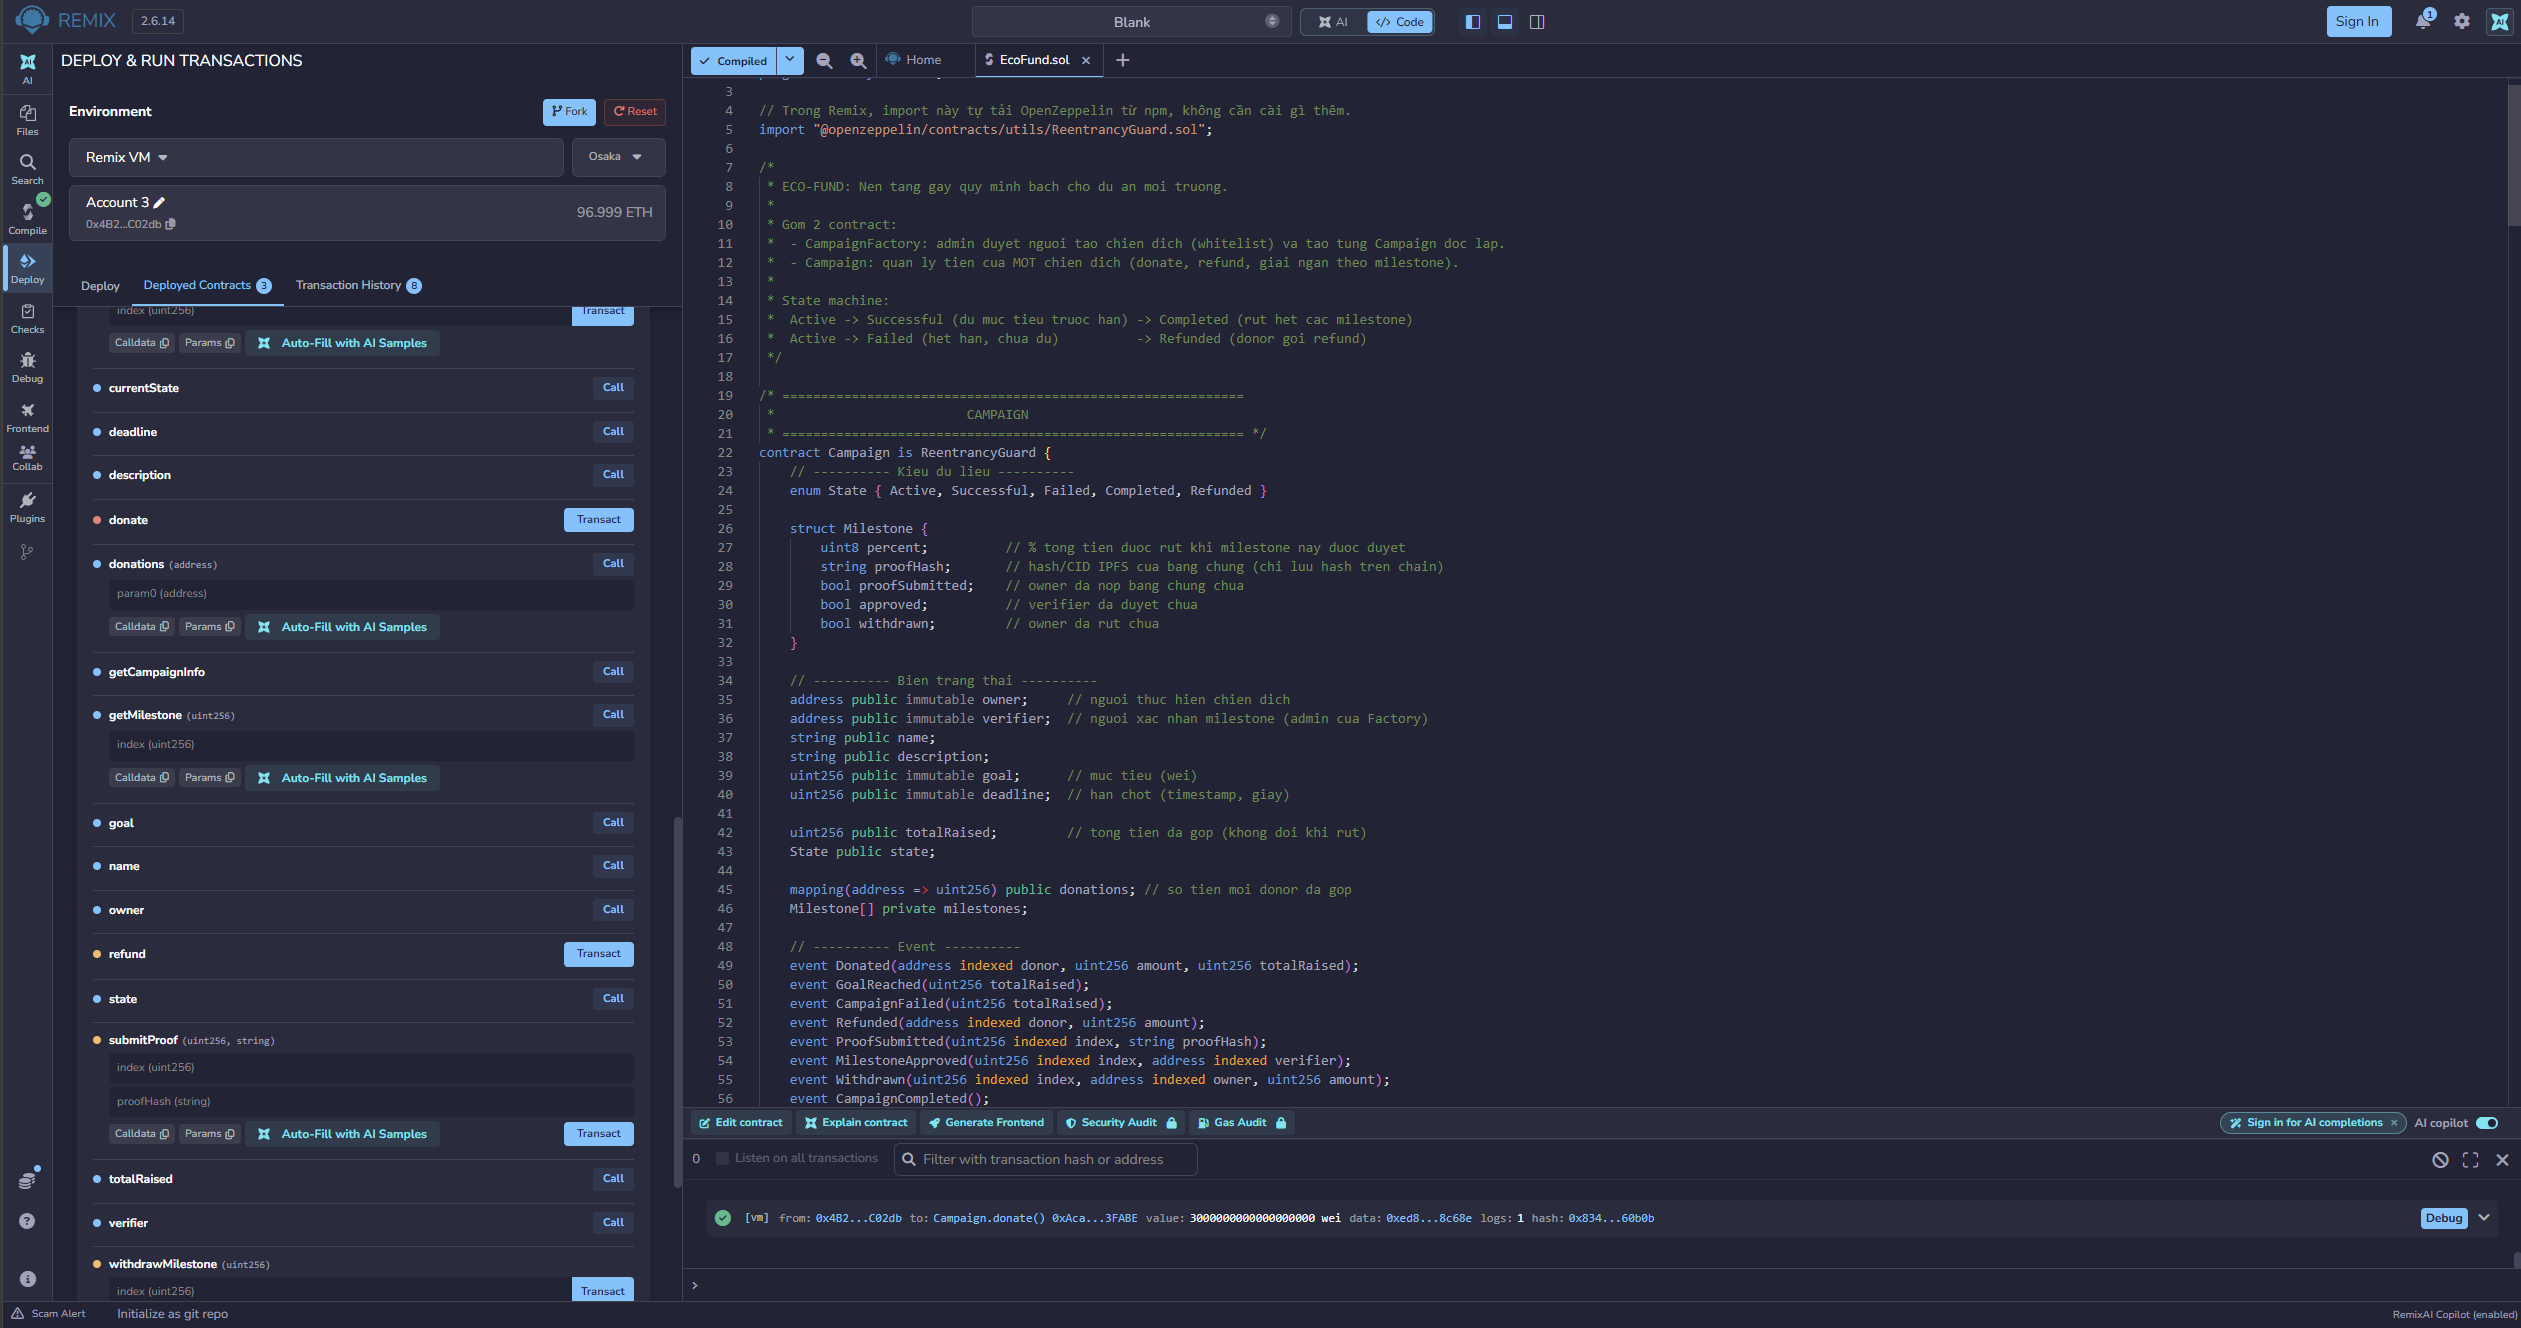 REMIX 2.6.14
Blank
AI
Code
Sign In
1
AI
AI
Files
Search
Compile
Deploy
Checks
Debug
Frontend
Collab
Plugins
DEPLOY & RUN TRANSACTIONS
Environment
Fork
Reset
Remix VM
Osaka
Account 3
0x4B2...C02db
96.999 ETH
Deploy
Deployed Contracts 3
Transaction History 8
index (uint256)
Transact
Calldata
Params
Auto-Fill with AI Samples
currentState
Call
deadline
Call
description
Call
donate
Transact
donations (address)
Call
param0 (address)
Calldata
Params
Auto-Fill with AI Samples
getCampaignInfo
Call
getMilestone (uint256)
Call
index (uint256)
Calldata
Params
Auto-Fill with AI Samples
goal
Call
name
Call
owner
Call
refund
Transact
state
Call
submitProof (uint256, string)
index (uint256)
proofHash (string)
Calldata
Params
Auto-Fill with AI Samples
Transact
totalRaised
Call
verifier
Call
withdrawMilestone (uint256)
index (uint256)
Transact
Compiled
Home
EcoFund.sol
3
4 // Trong Remix, import này tự tải OpenZeppelin từ npm, không cần cài gì thêm.
5 import "@openzeppelin/contracts/utils/ReentrancyGuard.sol";
6
7 /*
8 * ECO-FUND: Nen tang gay quy minh bach cho du an moi truong.
9 *
10 * Gom 2 contract:
11 * - CampaignFactory: admin duyet nguoi tao chien dich (whitelist) va tao tung Campaign doc lap.
12 * - Campaign: quan ly tien cua MOT chien dich (donate, refund, giai ngan theo milestone).
13 *
14 * State machine:
15 * Active -> Successful (du muc tieu truoc han) -> Completed (rut het cac milestone)
16 * Active -> Failed (het han, chua du) -> Refunded (donor goi refund)
17 */
18
19 /* ============================================================
20 * CAMPAIGN
21 * ============================================================ */
22 contract Campaign is ReentrancyGuard {
23 // ---------- Kieu du lieu ----------
24 enum State { Active, Successful, Failed, Completed, Refunded }
25
26 struct Milestone {
27 uint8 percent; // % tong tien duoc rut khi milestone nay duoc duyet
28 string proofHash; // hash/CID IPFS cua bang chung (chi luu hash tren chain)
29 bool proofSubmitted; // owner da nop bang chung chua
30 bool approved; // verifier da duyet chua
31 bool withdrawn; // owner da rut chua
32 }
33
34 // ---------- Bien trang thai ----------
35 address public immutable owner; // nguoi thuc hien chien dich
36 address public immutable verifier; // nguoi xac nhan milestone (admin cua Factory)
37 string public name;
38 string public description;
39 uint256 public immutable goal; // muc tieu (wei)
40 uint256 public immutable deadline; // han chot (timestamp, giay)
41
42 uint256 public totalRaised; // tong tien da gop (khong doi khi rut)
43 State public state;
44
45 mapping(address => uint256) public donations; // so tien moi donor da gop
46 Milestone[] private milestones;
47
48 // ---------- Event ----------
49 event Donated(address indexed donor, uint256 amount, uint256 totalRaised);
50 event GoalReached(uint256 totalRaised);
51 event CampaignFailed(uint256 totalRaised);
52 event Refunded(address indexed donor, uint256 amount);
53 event ProofSubmitted(uint256 indexed index, string proofHash);
54 event MilestoneApproved(uint256 indexed index, address indexed verifier);
55 event Withdrawn(uint256 indexed index, address indexed owner, uint256 amount);
56 event CampaignCompleted();
Edit contract
Explain contract
Generate Frontend
Security Audit
Gas Audit
Sign in for AI completions ×
AI copilot
0
Listen on all transactions
Filter with transaction hash or address
[vm] from: 0x4B2...C02db to: Campaign.donate() 0xAca...3FABE value: 3000000000000000000 wei data: 0xed8...8c68e logs: 1 hash: 0x834...60b0b
Debug
>
Scam Alert
Initialize as git repo
RemixAI Copilot (enabled)